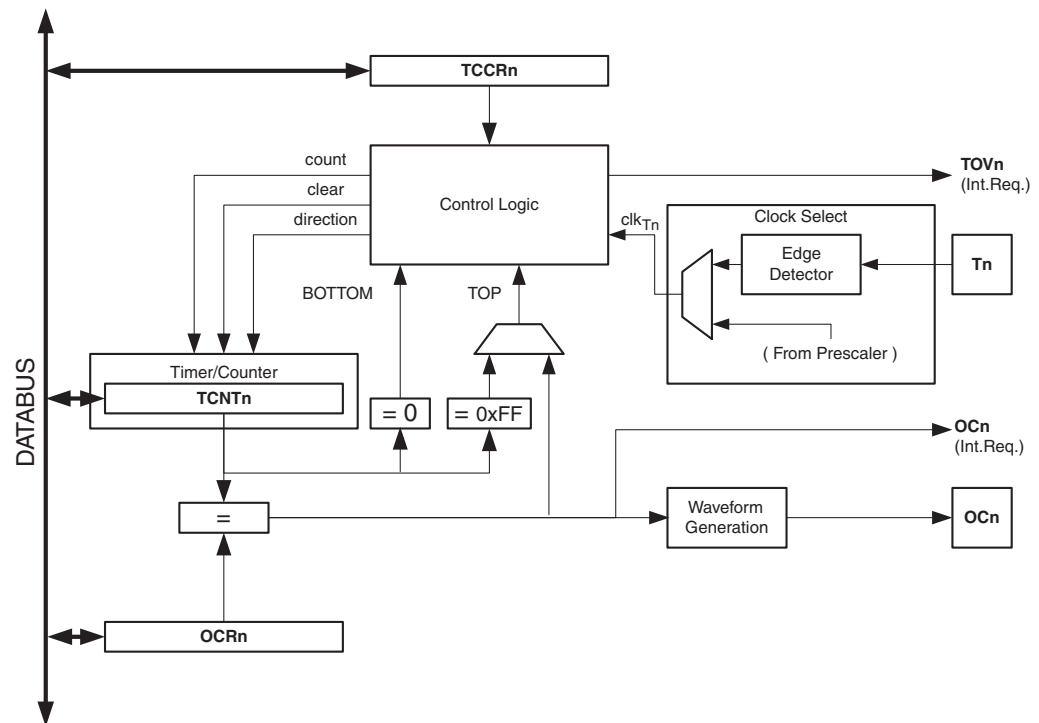 TCCRn
count
clear
direction
Control Logic
TOVn
(Int.Req.)
clkTn
Clock Select
Edge
Detector
Tn
( From Prescaler )
BOTTOM
TOP
DATABUS
Timer/Counter
TCNTn
= 0
= 0xFF
OCn
(Int.Req.)
=
Waveform
Generation
OCn
OCRn